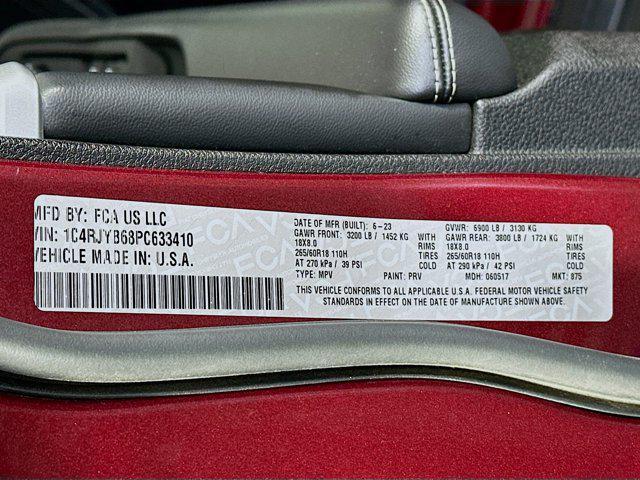 MFD BY: FCA US LLC
VIN: 1C4RJYB68PC633410
VEHICLE MADE IN: U.S.A.
DATE OF MFR (BUILT): 6-23
GAWR FRONT: 3200 LB / 1452 KG WITH
18X8.0 RIMS
265/60R18 110H TIRES
AT 270 kPa / 39 PSI COLD
TYPE: MPV PAINT: PRV
GVWR: 6900 LB / 3130 KG
GAWR REAR: 3800 LB / 1724 KG WITH
18X8.0 RIMS
265/60R18 110H TIRES
AT 290 kPa / 42 PSI COLD
MDH: 060517 MKT: 875
THIS VEHICLE CONFORMS TO ALL APPLICABLE U.S.A. FEDERAL MOTOR VEHICLE SAFETY
STANDARDS IN EFFECT ON THE DATE OF MANUFACTURE SHOWN ABOVE.